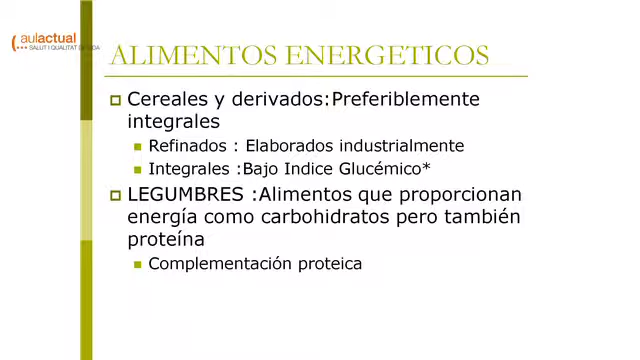 aulactual
SALUT I QUALITAT DE VIDA
ALIMENTOS ENERGETICOS
Cereales y derivados:Preferiblemente
integrales
Refinados : Elaborados industrialmente
Integrales :Bajo Indice Glucémico*
LEGUMBRES :Alimentos que proporcionan
energía como carbohidratos pero también
proteína
Complementación proteica